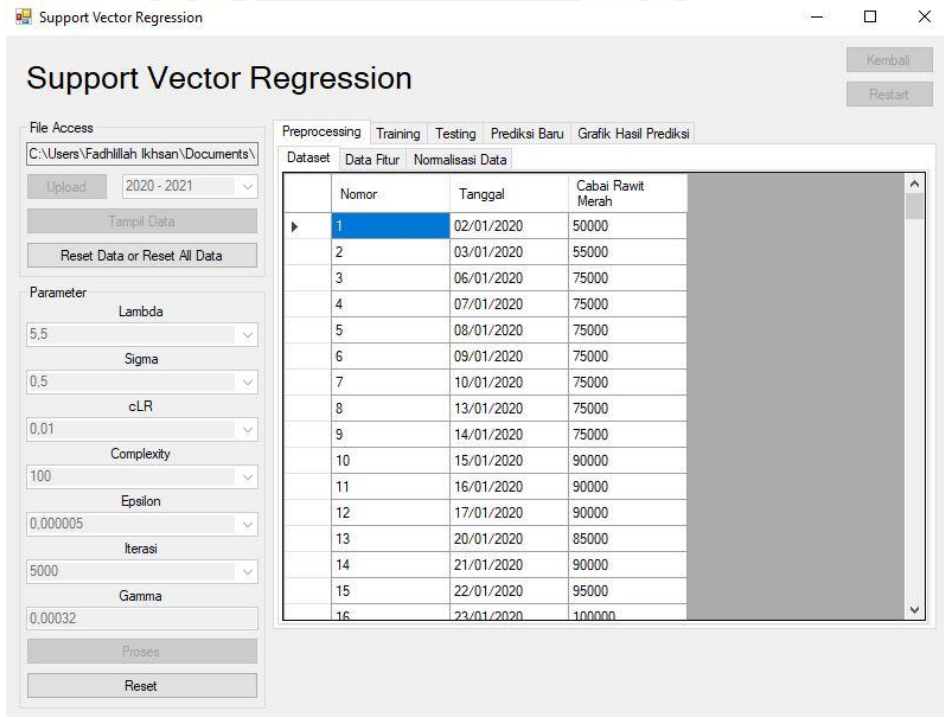 Support Vector Regression
Support Vector Regression
Kembali
Restart
File Access
C:\Users\Fadhlillah Ikhsan\Documents\
Upload 2020 - 2021
Tampil Data
Reset Data or Reset All Data
Parameter
Lambda
5,5
Sigma
0,5
cLR
0,01
Complexity
100
Epsilon
0,000005
Iterasi
5000
Gamma
0,00032
Proses
Reset
Preprocessing Training Testing Prediksi Baru Grafik Hasil Prediksi
Dataset Data Fitur Normalisasi Data
Nomor Tanggal Cabai Rawit
Merah
1 02/01/2020 50000
2 03/01/2020 55000
3 06/01/2020 75000
4 07/01/2020 75000
5 08/01/2020 75000
6 09/01/2020 75000
7 10/01/2020 75000
8 13/01/2020 75000
9 14/01/2020 75000
10 15/01/2020 90000
11 16/01/2020 90000
12 17/01/2020 90000
13 20/01/2020 85000
14 21/01/2020 90000
15 22/01/2020 95000
16 23/01/2020 100000